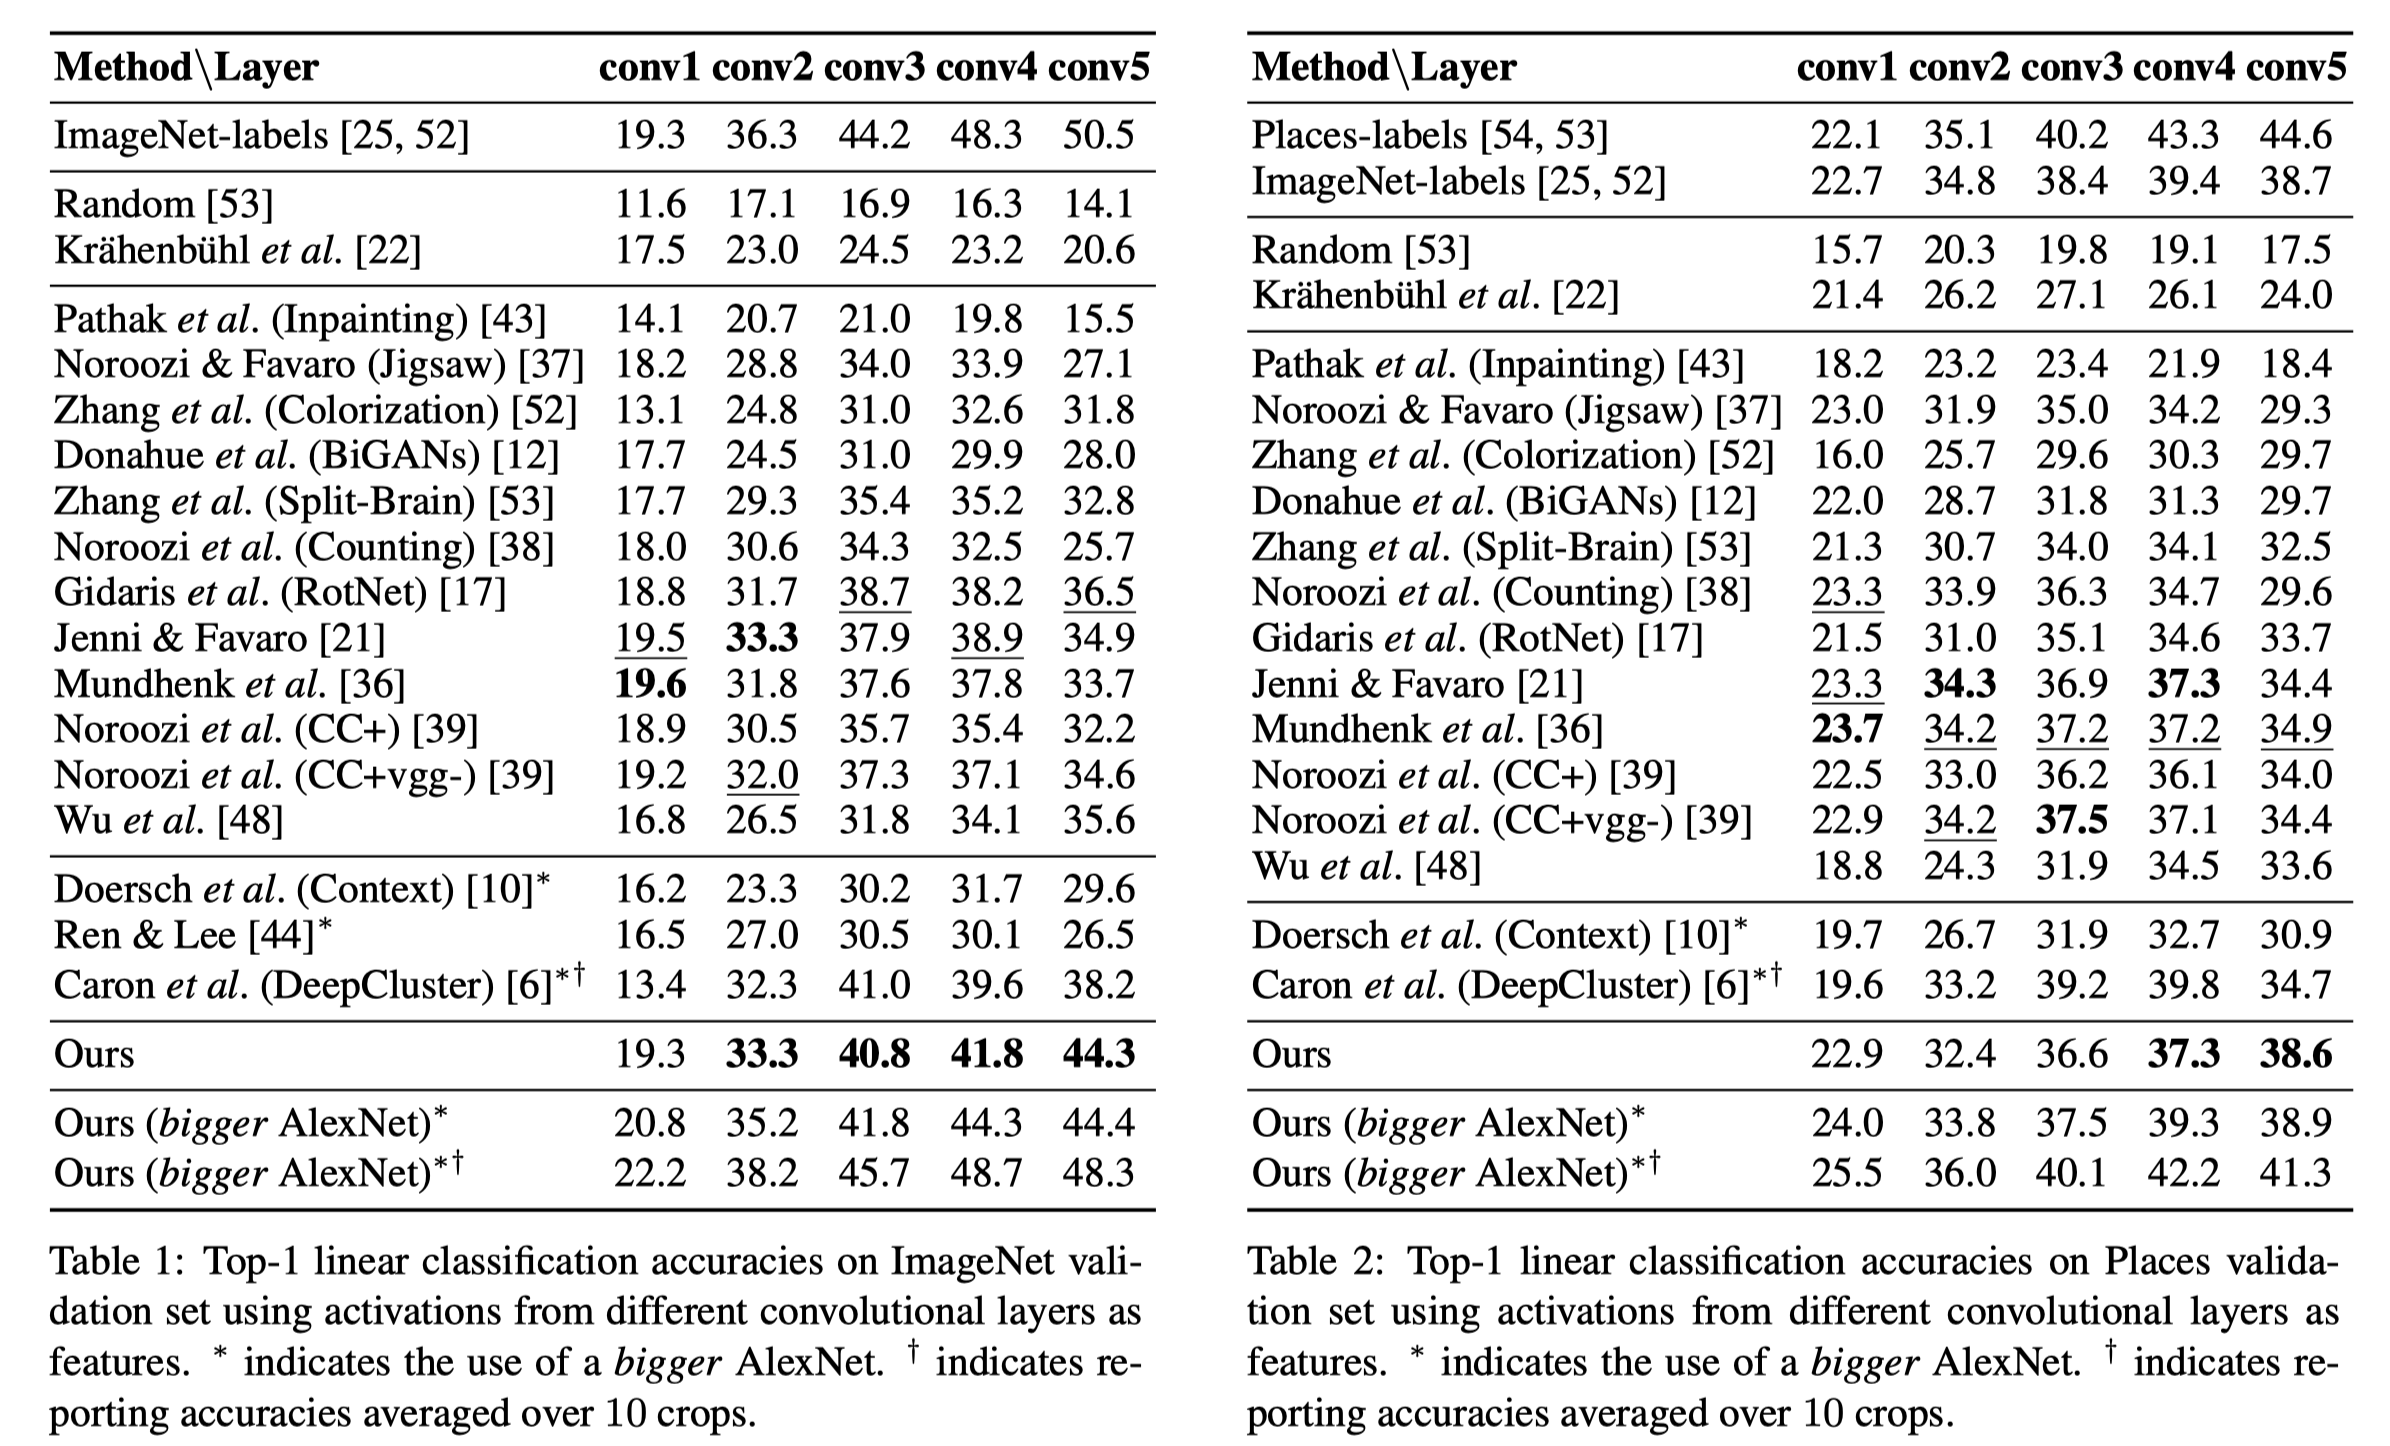 Method\Layer conv1 conv2 conv3 conv4 conv5
ImageNet-labels [25, 52] 19.3 36.3 44.2 48.3 50.5
Random [53] 11.6 17.1 16.9 16.3 14.1
Krähenbühl et al. [22] 17.5 23.0 24.5 23.2 20.6
Pathak et al. (Inpainting) [43] 14.1 20.7 21.0 19.8 15.5
Noroozi & Favaro (Jigsaw) [37] 18.2 28.8 34.0 33.9 27.1
Zhang et al. (Colorization) [52] 13.1 24.8 31.0 32.6 31.8
Donahue et al. (BiGANs) [12] 17.7 24.5 31.0 29.9 28.0
Zhang et al. (Split-Brain) [53] 17.7 29.3 35.4 35.2 32.8
Noroozi et al. (Counting) [38] 18.0 30.6 34.3 32.5 25.7
Gidaris et al. (RotNet) [17] 18.8 31.7 38.7 38.2 36.5
Jenni & Favaro [21] 19.5 33.3 37.9 38.9 34.9
Mundhenk et al. [36] 19.6 31.8 37.6 37.8 33.7
Noroozi et al. (CC+) [39] 18.9 30.5 35.7 35.4 32.2
Noroozi et al. (CC+vgg-) [39] 19.2 32.0 37.3 37.1 34.6
Wu et al. [48] 16.8 26.5 31.8 34.1 35.6
Doersch et al. (Context) [10]* 16.2 23.3 30.2 31.7 29.6
Ren & Lee [44]* 16.5 27.0 30.5 30.1 26.5
Caron et al. (DeepCluster) [6]*† 13.4 32.3 41.0 39.6 38.2
Ours 19.3 33.3 40.8 41.8 44.3
Ours (bigger AlexNet)* 20.8 35.2 41.8 44.3 44.4
Ours (bigger AlexNet)*† 22.2 38.2 45.7 48.7 48.3
Table 1: Top-1 linear classification accuracies on ImageNet vali-
dation set using activations from different convolutional layers as
features. * indicates the use of a bigger AlexNet. † indicates re-
porting accuracies averaged over 10 crops.
Method\Layer conv1 conv2 conv3 conv4 conv5
Places-labels [54, 53] 22.1 35.1 40.2 43.3 44.6
ImageNet-labels [25, 52] 22.7 34.8 38.4 39.4 38.7
Random [53] 15.7 20.3 19.8 19.1 17.5
Krähenbühl et al. [22] 21.4 26.2 27.1 26.1 24.0
Pathak et al. (Inpainting) [43] 18.2 23.2 23.4 21.9 18.4
Noroozi & Favaro (Jigsaw) [37] 23.0 31.9 35.0 34.2 29.3
Zhang et al. (Colorization) [52] 16.0 25.7 29.6 30.3 29.7
Donahue et al. (BiGANs) [12] 22.0 28.7 31.8 31.3 29.7
Zhang et al. (Split-Brain) [53] 21.3 30.7 34.0 34.1 32.5
Noroozi et al. (Counting) [38] 23.3 33.9 36.3 34.7 29.6
Gidaris et al. (RotNet) [17] 21.5 31.0 35.1 34.6 33.7
Jenni & Favaro [21] 23.3 34.3 36.9 37.3 34.4
Mundhenk et al. [36] 23.7 34.2 37.2 37.2 34.9
Noroozi et al. (CC+) [39] 22.5 33.0 36.2 36.1 34.0
Noroozi et al. (CC+vgg-) [39] 22.9 34.2 37.5 37.1 34.4
Wu et al. [48] 18.8 24.3 31.9 34.5 33.6
Doersch et al. (Context) [10]* 19.7 26.7 31.9 32.7 30.9
Caron et al. (DeepCluster) [6]*† 19.6 33.2 39.2 39.8 34.7
Ours 22.9 32.4 36.6 37.3 38.6
Ours (bigger AlexNet)* 24.0 33.8 37.5 39.3 38.9
Ours (bigger AlexNet)*† 25.5 36.0 40.1 42.2 41.3
Table 2: Top-1 linear classification accuracies on Places valida-
tion set using activations from different convolutional layers as
features. * indicates the use of a bigger AlexNet. † indicates re-
porting accuracies averaged over 10 crops.